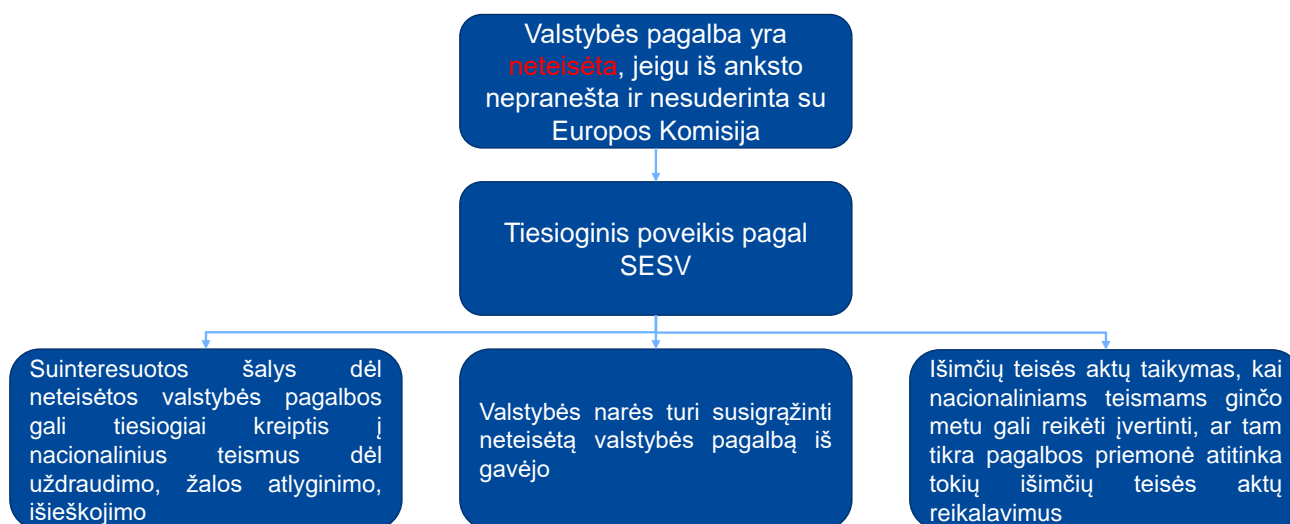 Valstybės pagalba yra
neteisėta, jeigu iš anksto
nepranešta ir nesuderinta su
Europos Komisija
Tiesioginis poveikis pagal
SESV
Suinteresuotos šalys dėl
neteisėtos valstybės pagalbos
gali tiesiogiai kreiptis į
nacionalinius teismus dėl
uždraudimo, žalos atlyginimo,
išieškojimo
Valstybės narės turi susigrąžinti
neteisėtą valstybės pagalbą iš
gavėjo
Išimčių teisės aktų taikymas, kai
nacionaliniams teismams ginčo
metu gali reikėti įvertinti, ar tam
tikra pagalbos priemonė atitinka
tokių išimčių teisės aktų
reikalavimus